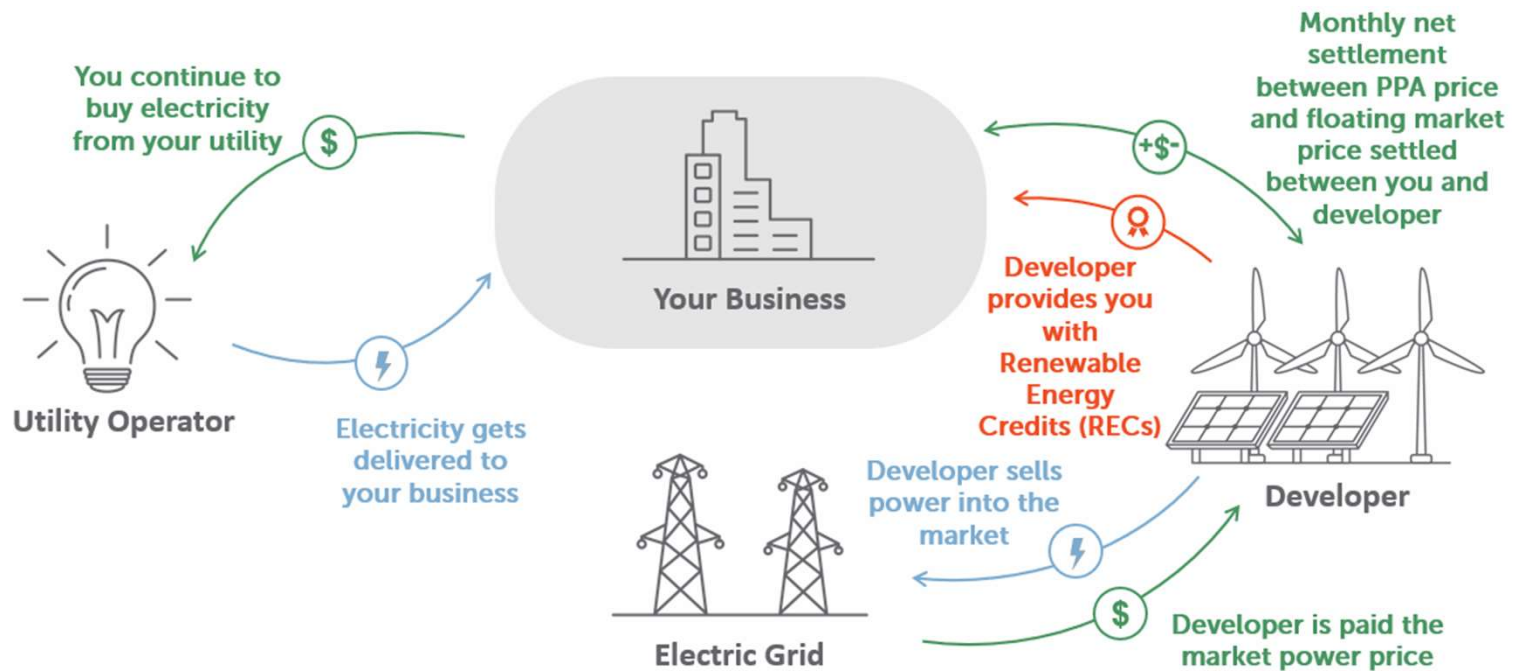 You continue to
buy electricity
from your utility
$
Monthly net
settlement
between PPA price
and floating market
price settled
between you and
developer
+$-
Your Business
Developer
provides you
with
Renewable
Energy
Credits (RECs)
Utility Operator
Electricity gets
delivered to
your business
Developer sells
power into the
market
Developer
Electric Grid
$
Developer is paid the
market power price